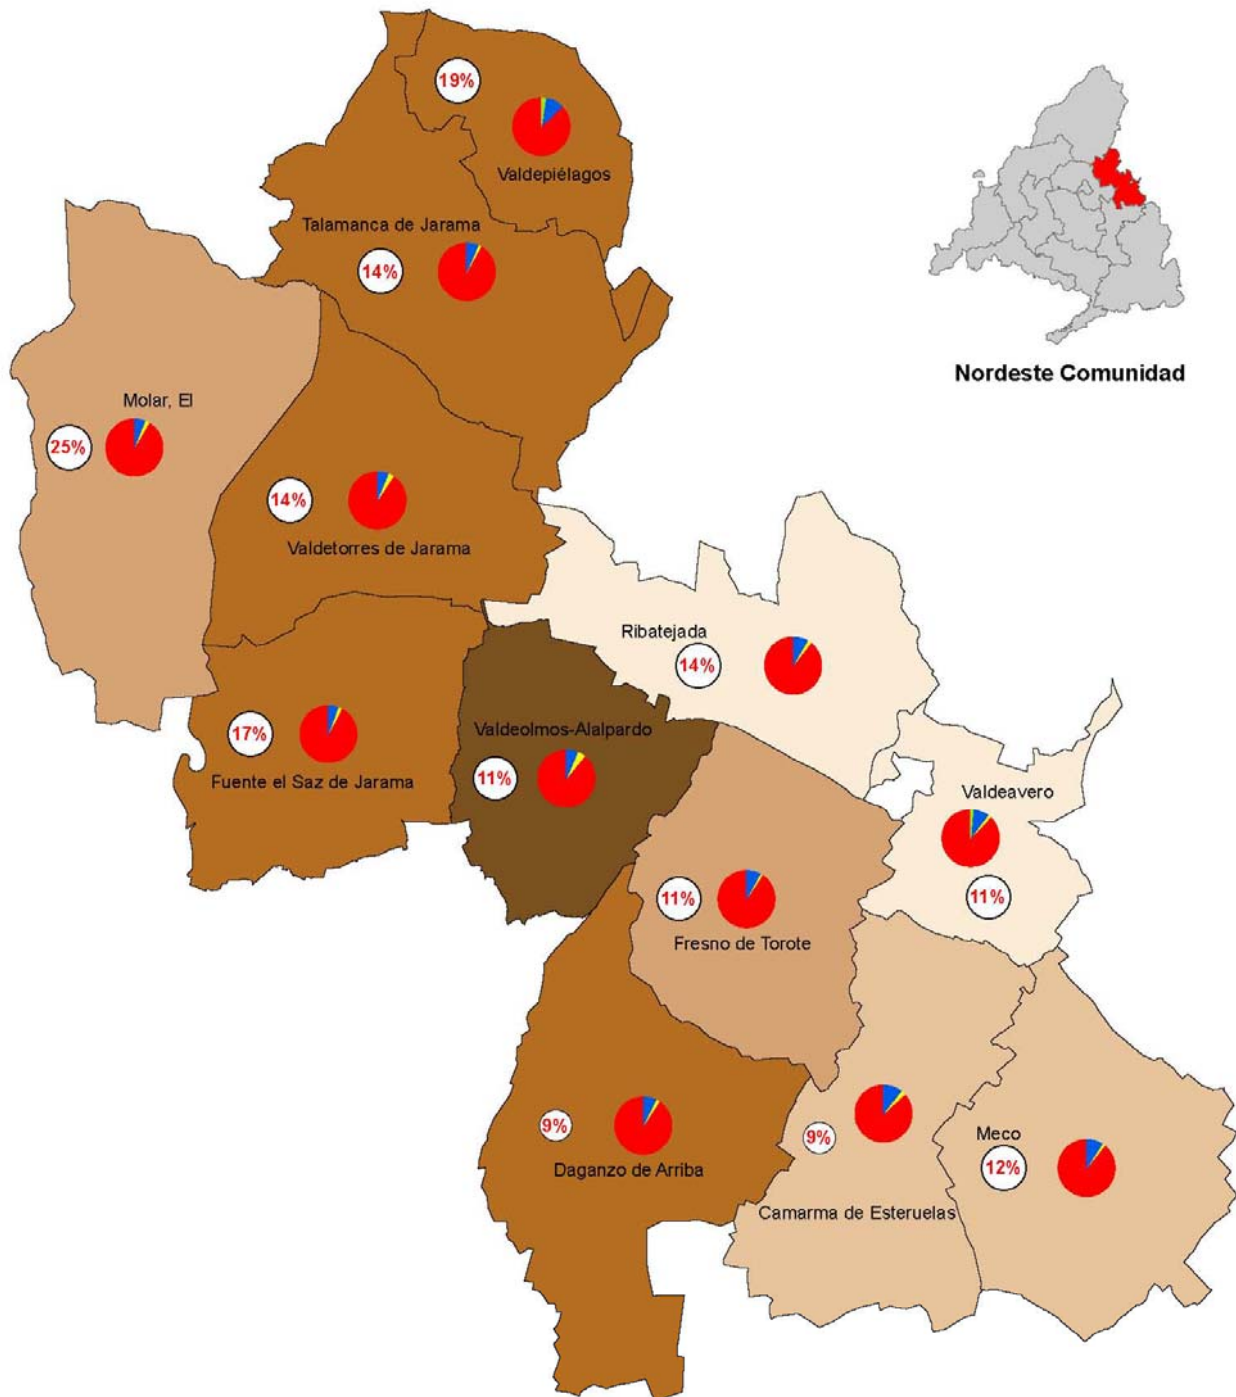 19%
Valdepiélagos
Talamanca de Jarama
14%
Nordeste Comunidad
Molar, El
25%
14%
Valdetorres de Jarama
Ribatejada
14%
17%
Fuente el Saz de Jarama
Valdeolmos-Alalpardo
11%
Valdeavero
11%
11%
Fresno de Torote
9%
Daganzo de Arriba
9%
Camarma de Esteruelas
Meco
12%